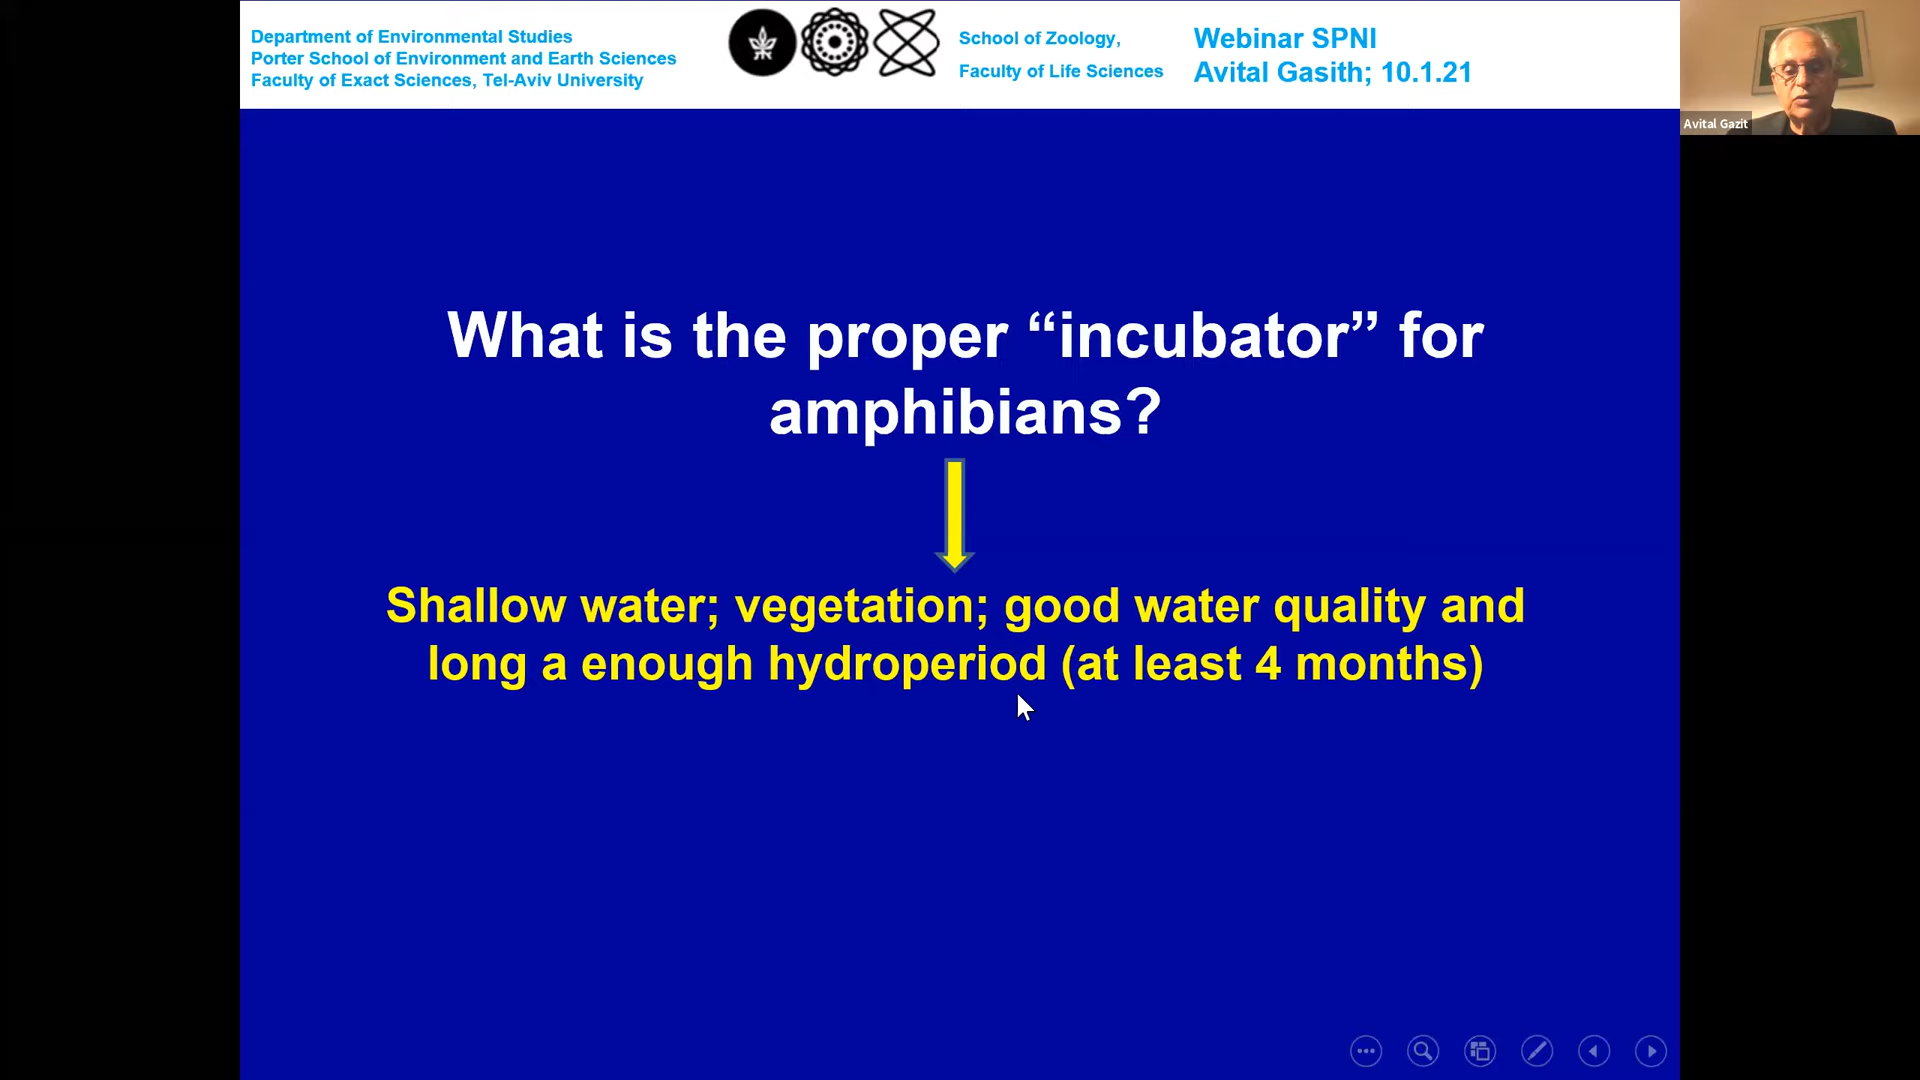 Department of Environmental Studies
Porter School of Environment and Earth Sciences
Faculty of Exact Sciences, Tel-Aviv University
School of Zoology,
Faculty of Life Sciences
Webinar SPNI
Avital Gasith; 10.1.21
Avital Gazit
What is the proper “incubator” for
amphibians?
Shallow water; vegetation; good water quality and
long a enough hydroperiod (at least 4 months)